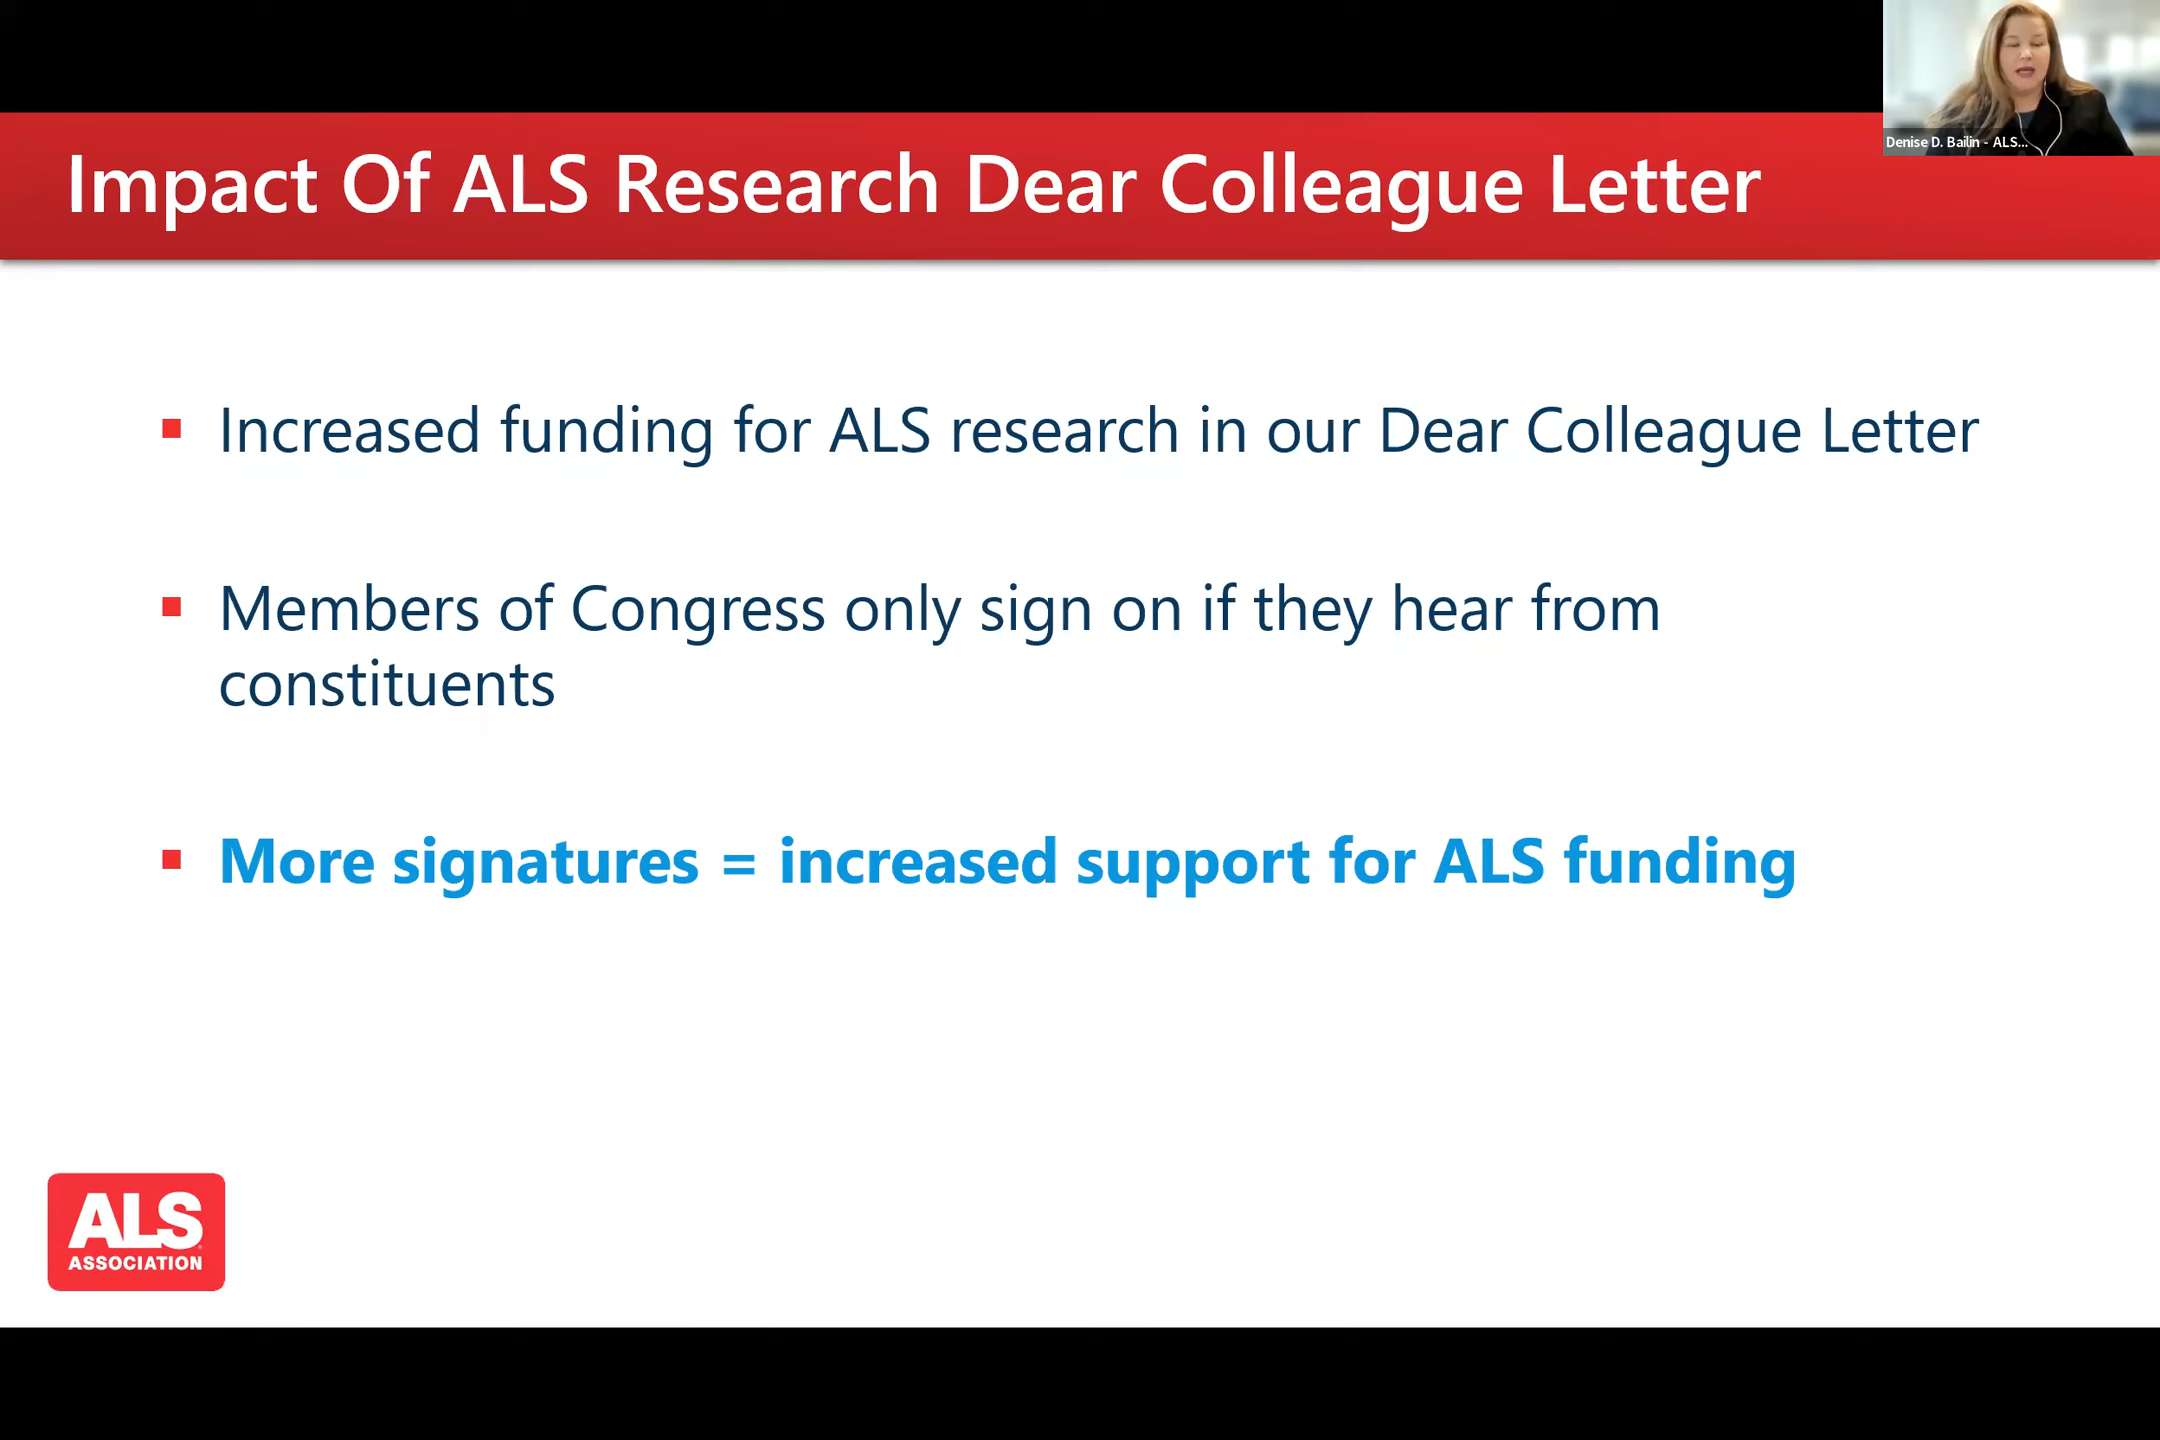 Denise D. Bailin - ALS...
Impact Of ALS Research Dear Colleague Letter
▪ Increased funding for ALS research in our Dear Colleague Letter
▪ Members of Congress only sign on if they hear from
constituents
▪ More signatures = increased support for ALS funding
ALS
ASSOCIATION